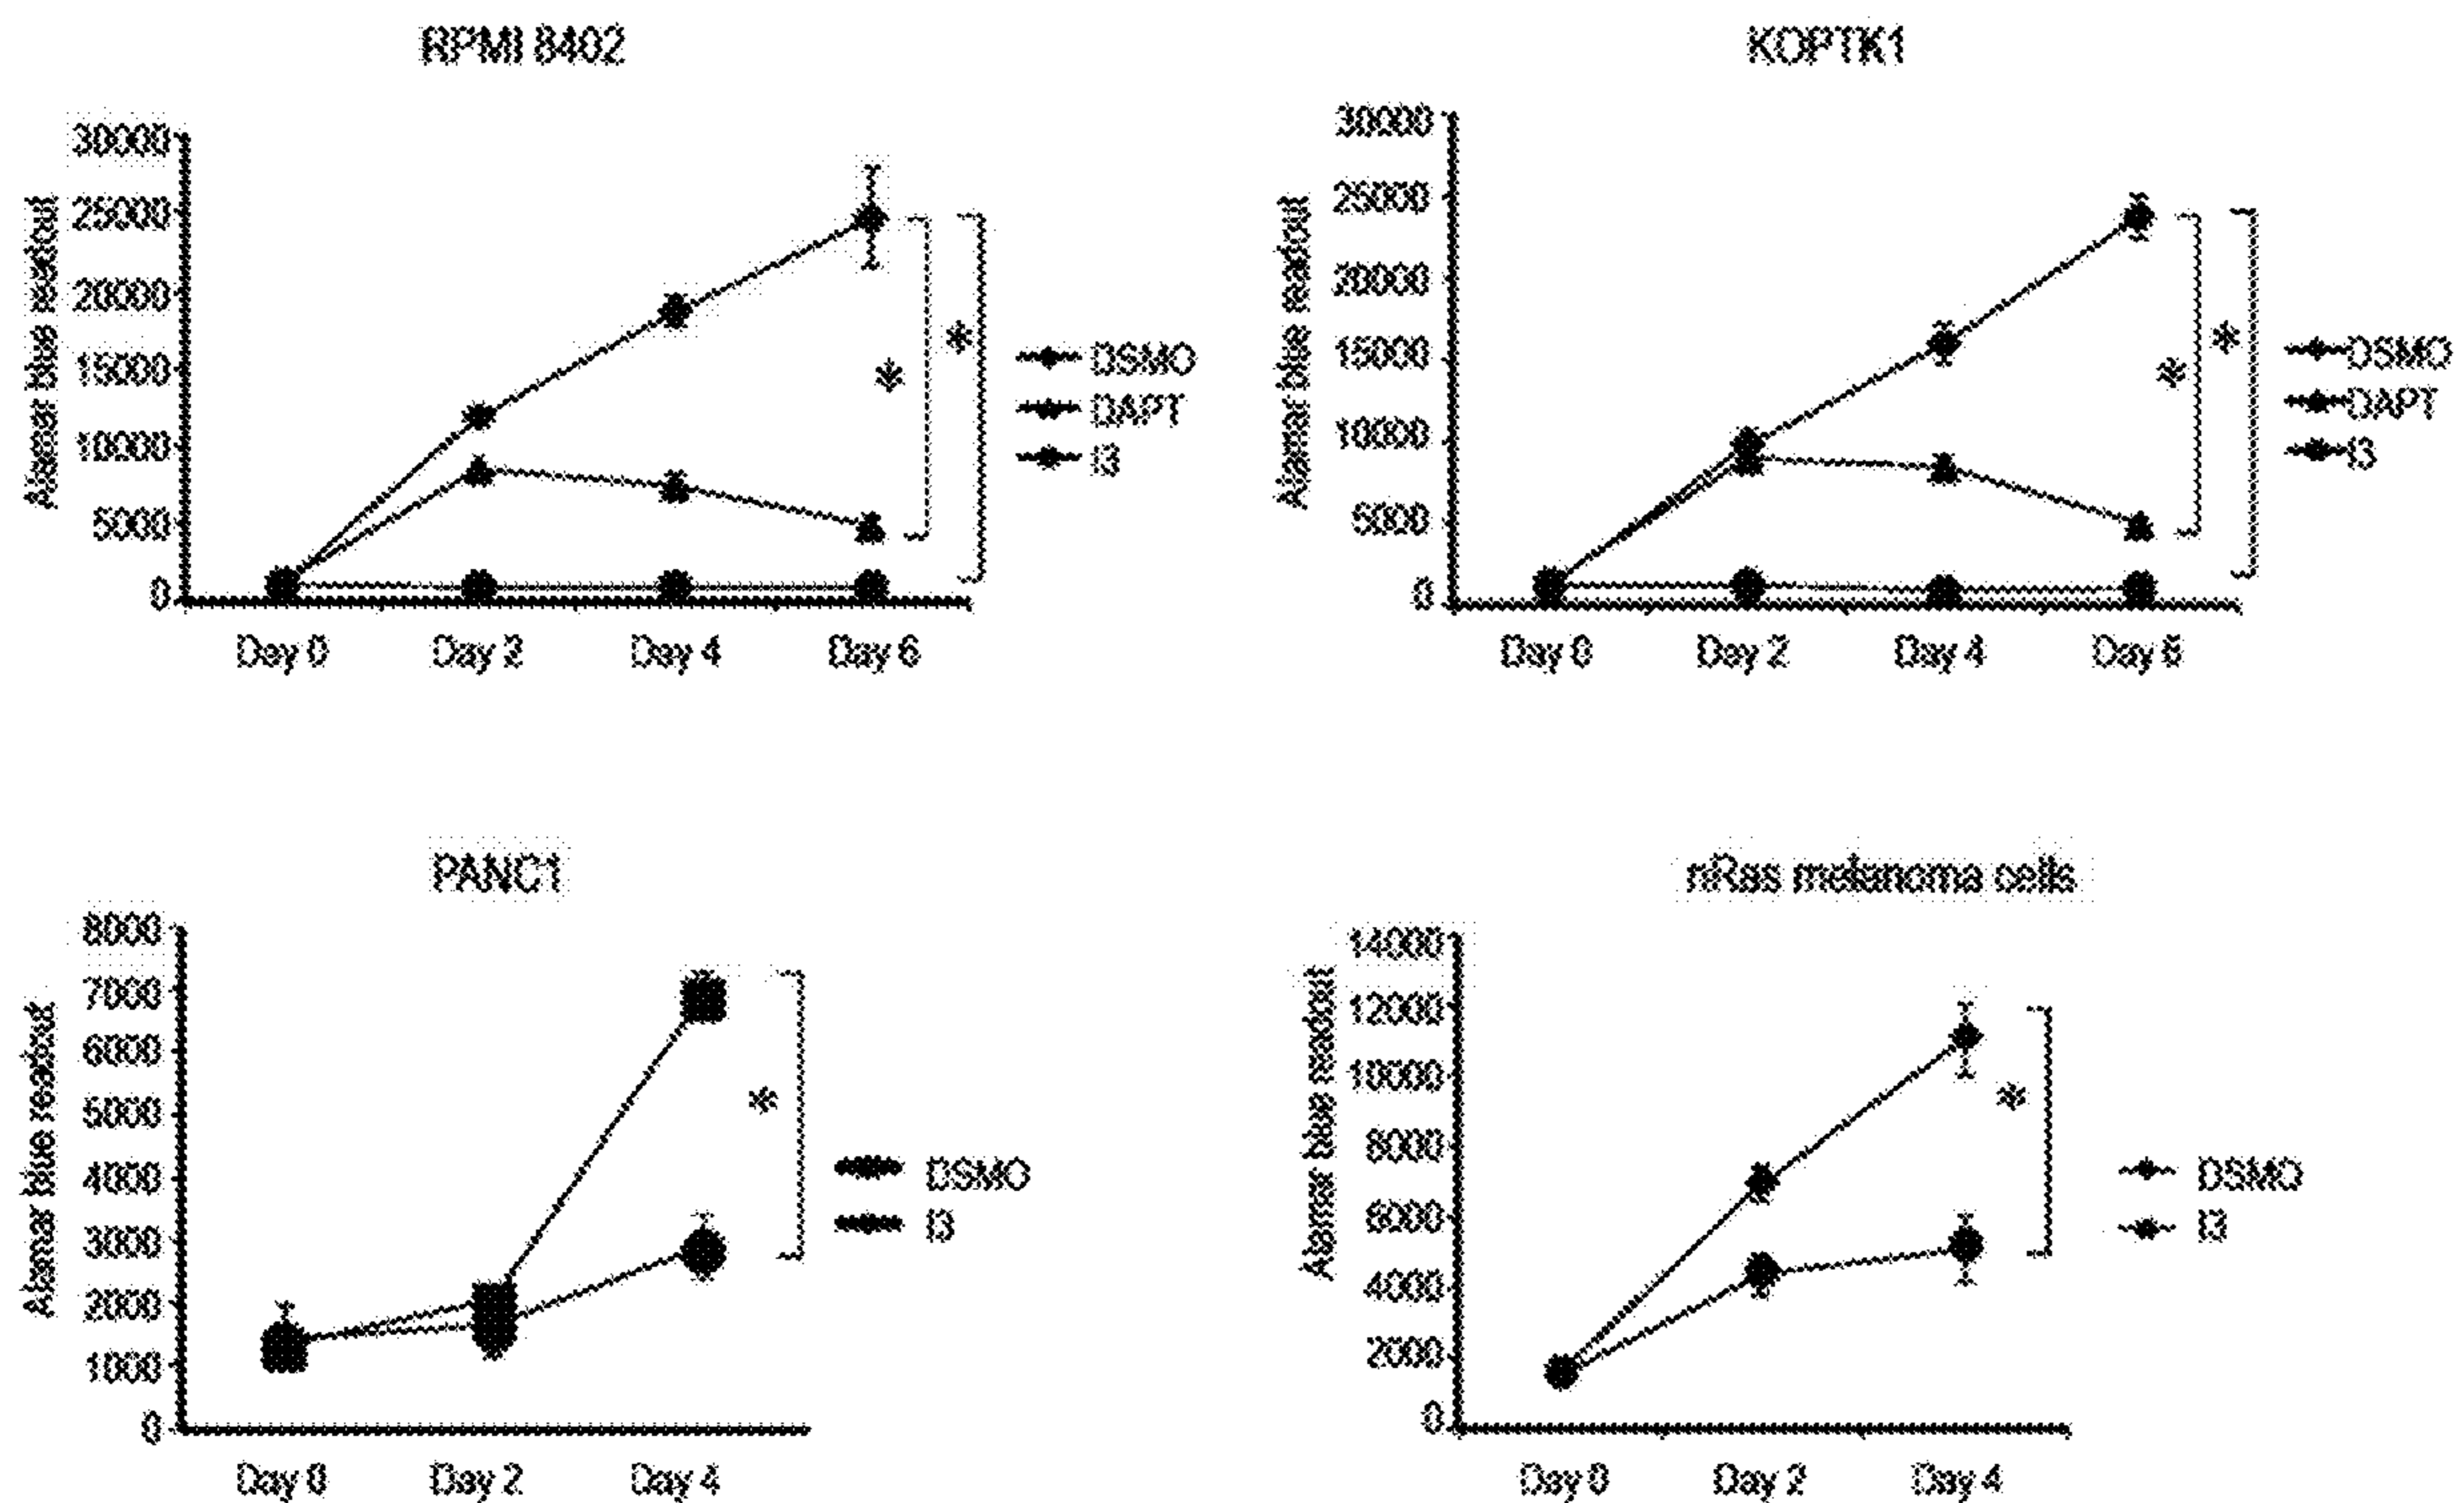 RPMI 8402
Alamar blue readout
30000
25000
20000
15000
10000
5000
0
Day 0 Day 2 Day 4 Day 6
*
*
DSMO
DAPT
I3
KOPTK1
Alamar blue readout
30000
25000
20000
15000
10000
5000
0
Day 0 Day 2 Day 4 Day 6
*
*
DSMO
DAPT
I3
PANC1
Alamar blue readout
8000
7000
6000
5000
4000
3000
2000
1000
0
Day 0 Day 2 Day 4
*
DSMO
I3
nRas melanoma cells
Alamar blue readout
14000
12000
10000
8000
6000
4000
2000
0
Day 0 Day 2 Day 4
*
DSMO
I3